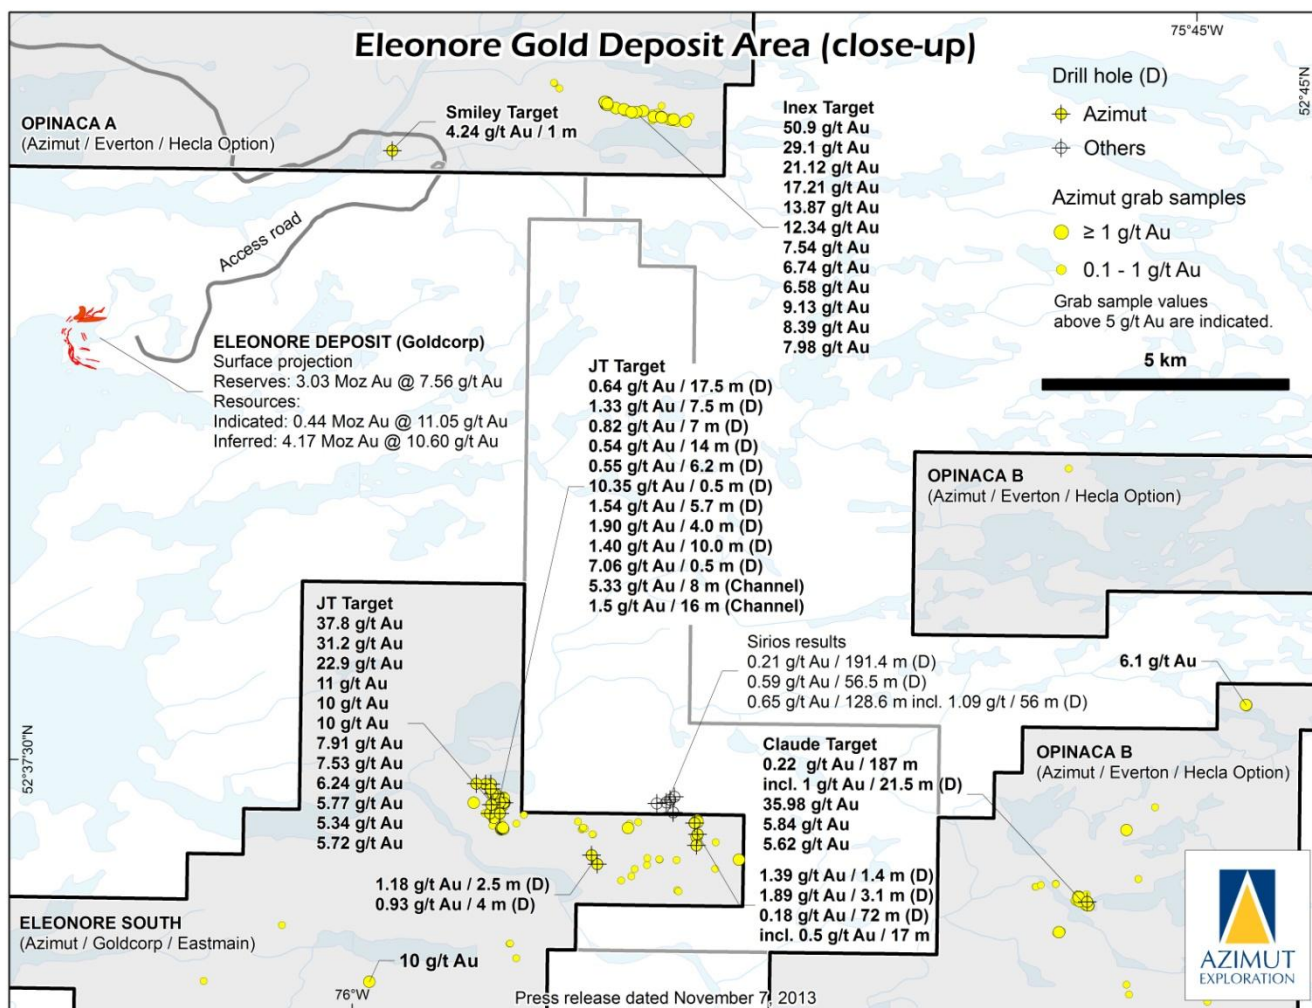 Eleonore Gold Deposit Area (close-up)
75°45'W
52°45'N
OPINACA A
(Azimut / Everton / Hecla Option)
Smiley Target
4.24 g/t Au / 1 m
Inex Target
50.9 g/t Au
29.1 g/t Au
21.12 g/t Au
17.21 g/t Au
13.87 g/t Au
12.34 g/t Au
7.54 g/t Au
6.74 g/t Au
6.58 g/t Au
9.13 g/t Au
8.39 g/t Au
7.98 g/t Au
Drill hole (D)
Azimut
Others
Azimut grab samples
≥ 1 g/t Au
0.1 - 1 g/t Au
Grab sample values
above 5 g/t Au are indicated.
5 km
Access road
ELEONORE DEPOSIT (Goldcorp)
Surface projection
Reserves: 3.03 Moz Au @ 7.56 g/t Au
Resources:
Indicated: 0.44 Moz Au @ 11.05 g/t Au
Inferred: 4.17 Moz Au @ 10.60 g/t Au
JT Target
0.64 g/t Au / 17.5 m (D)
1.33 g/t Au / 7.5 m (D)
0.82 g/t Au / 7 m (D)
0.54 g/t Au / 14 m (D)
0.55 g/t Au / 6.2 m (D)
10.35 g/t Au / 0.5 m (D)
1.54 g/t Au / 5.7 m (D)
1.90 g/t Au / 4.0 m (D)
1.40 g/t Au / 10.0 m (D)
7.06 g/t Au / 0.5 m (D)
5.33 g/t Au / 8 m (Channel)
1.5 g/t Au / 16 m (Channel)
OPINACA B
(Azimut / Everton / Hecla Option)
JT Target
37.8 g/t Au
31.2 g/t Au
22.9 g/t Au
11 g/t Au
10 g/t Au
10 g/t Au
7.91 g/t Au
7.53 g/t Au
6.24 g/t Au
5.77 g/t Au
5.34 g/t Au
5.72 g/t Au
Sirios results
0.21 g/t Au / 191.4 m (D)
0.59 g/t Au / 56.5 m (D)
0.65 g/t Au / 128.6 m incl. 1.09 g/t / 56 m (D)
6.1 g/t Au
52°37'30"N
Claude Target
0.22 g/t Au / 187 m
incl. 1 g/t Au / 21.5 m (D)
35.98 g/t Au
5.84 g/t Au
5.62 g/t Au
OPINACA B
(Azimut / Everton / Hecla Option)
1.18 g/t Au / 2.5 m (D)
0.93 g/t Au / 4 m (D)
1.39 g/t Au / 1.4 m (D)
1.89 g/t Au / 3.1 m (D)
0.18 g/t Au / 72 m (D)
incl. 0.5 g/t Au / 17 m
ELEONORE SOUTH
(Azimut / Goldcorp / Eastmain)
10 g/t Au
76°W
Press release dated November 7, 2013
AZIMUT
EXPLORATION